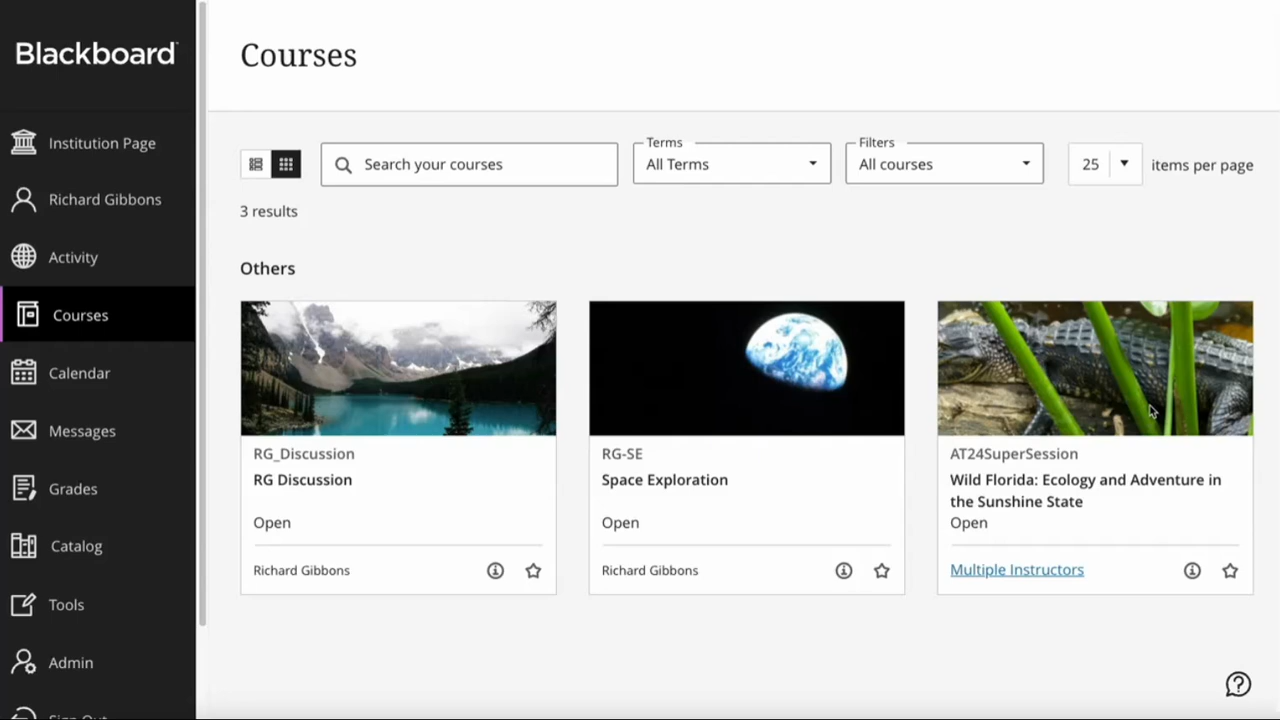 Blackboard
Institution Page
Richard Gibbons
Activity
Courses
Calendar
Messages
Grades
Catalog
Tools
Admin
Sign Out
Courses
Search your courses
Terms
All Terms
Filters
All courses
25
items per page
3 results
Others
RG_Discussion
RG Discussion
Open
Richard Gibbons
RG-SE
Space Exploration
Open
Richard Gibbons
AT24SuperSession
Wild Florida: Ecology and Adventure in
the Sunshine State
Open
Multiple Instructors